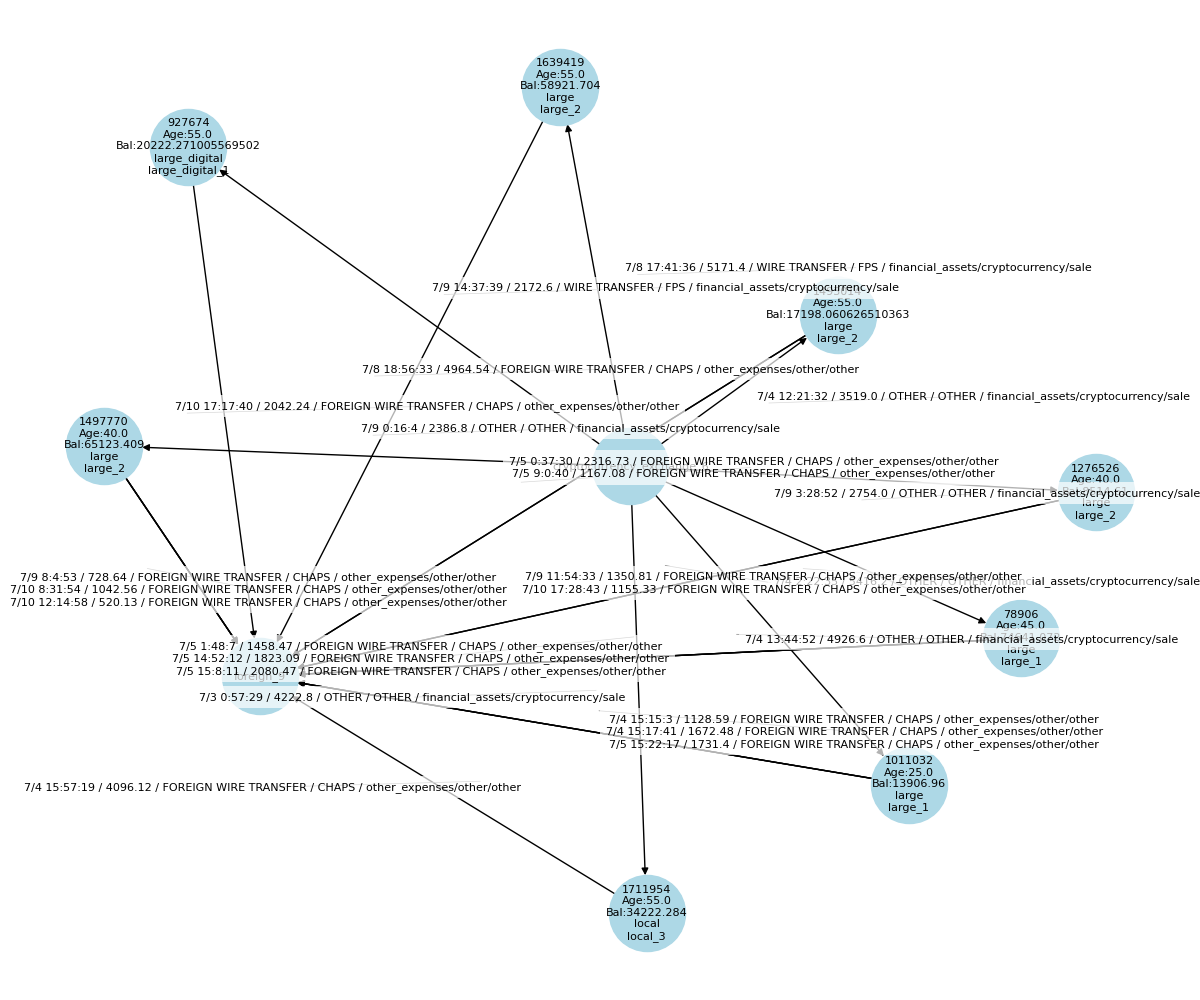 1639419
Age:55.0
Bal:58921.704
large
large_2
927674
Age:55.0
Bal:20222.271005569502
large_digital
large_digital_1
7/8 17:41:36 / 5171.4 / WIRE TRANSFER / FPS / financial_assets/cryptocurrency/sale
7/9 14:37:39 / 2172.6 / WIRE TRANSFER / FPS / financial_assets/cryptocurrency/sale
Age:55.0
Bal:17198.060626510363
large
large_2
7/8 18:56:33 / 4964.54 / FOREIGN WIRE TRANSFER / CHAPS / other_expenses/other/other
7/4 12:21:32 / 3519.0 / OTHER / OTHER / financial_assets/cryptocurrency/sale
7/10 17:17:40 / 2042.24 / FOREIGN WIRE TRANSFER / CHAPS / other_expenses/other/other
7/9 0:16:4 / 2386.8 / OTHER / OTHER / financial_assets/cryptocurrency/sale
1497770
Age:40.0
Bal:65123.409
large
large_2
7/5 0:37:30 / 2316.73 / FOREIGN WIRE TRANSFER / CHAPS / other_expenses/other/other
7/5 9:0:40 / 1167.08 / FOREIGN WIRE TRANSFER / CHAPS / other_expenses/other/other
1276526
Age:40.0
large
large_2
7/9 3:28:52 / 2754.0 / OTHER / OTHER / financial_assets/cryptocurrency/sale
7/9 8:4:53 / 728.64 / FOREIGN WIRE TRANSFER / CHAPS / other_expenses/other/other
7/10 8:31:54 / 1042.56 / FOREIGN WIRE TRANSFER / CHAPS / other_expenses/other/other
7/10 12:14:58 / 520.13 / FOREIGN WIRE TRANSFER / CHAPS / other_expenses/other/other
7/9 11:54:33 / 1350.81 / FOREIGN WIRE TRANSFER / CHAPS / other_expenses/other/other
7/10 17:28:43 / 1155.33 / FOREIGN WIRE TRANSFER / CHAPS / other_expenses/other/other
/ OTHER / OTHER / financial_assets/cryptocurrency/sale
78906
Age:45.0
large
large_1
7/4 13:44:52 / 4926.6 / OTHER / OTHER / financial_assets/cryptocurrency/sale
7/5 1:48:7 / 1458.47 / FOREIGN WIRE TRANSFER / CHAPS / other_expenses/other/other
7/5 14:52:12 / 1823.09 / FOREIGN WIRE TRANSFER / CHAPS / other_expenses/other/other
7/5 15:8:11 / 2080.47 / FOREIGN WIRE TRANSFER / CHAPS / other_expenses/other/other
7/3 0:57:29 / 4222.8 / OTHER / OTHER / financial_assets/cryptocurrency/sale
7/4 15:15:3 / 1128.59 / FOREIGN WIRE TRANSFER / CHAPS / other_expenses/other/other
7/4 15:17:41 / 1672.48 / FOREIGN WIRE TRANSFER / CHAPS / other_expenses/other/other
7/5 15:22:17 / 1731.4 / FOREIGN WIRE TRANSFER / CHAPS / other_expenses/other/other
1011032
Age:25.0
Bal:13906.96
large
large_1
7/4 15:57:19 / 4096.12 / FOREIGN WIRE TRANSFER / CHAPS / other_expenses/other/other
1711954
Age:55.0
Bal:34222.284
local
local_3